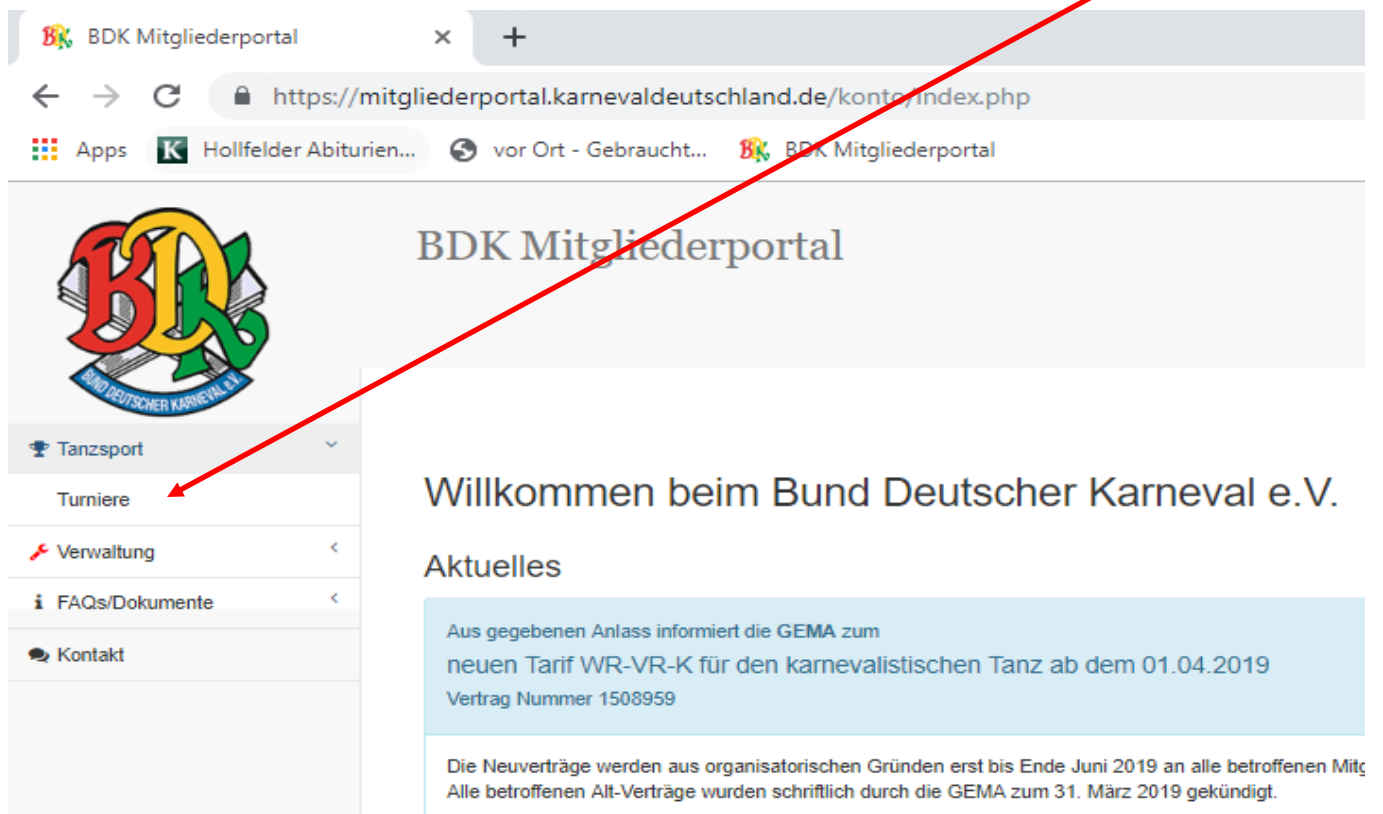 BDK Mitgliederportal
https://mitgliederportal.karnevaldeutschland.de/konto/index.php
Apps
K Hollfelder Abiturien...
vor Ort - Gebraucht...
BDK Mitgliederportal
BDK
BUND DEUTSCHER KARNEVAL e.V.
BDK Mitgliederportal
Tanzsport
Turniere
Verwaltung
FAQs/Dokumente
Kontakt
Willkommen beim Bund Deutscher Karneval e.V.
Aktuelles
Aus gegebenen Anlass informiert die GEMA zum
neuen Tarif WR-VR-K für den karnevalistischen Tanz ab dem 01.04.2019
Vertrag Nummer 1508959
Die Neuverträge werden aus organisatorischen Gründen erst bis Ende Juni 2019 an alle betroffenen
Alle betroffenen Alt-Verträge wurden schriftlich durch die GEMA zum 31. März 2019 gekündigt.